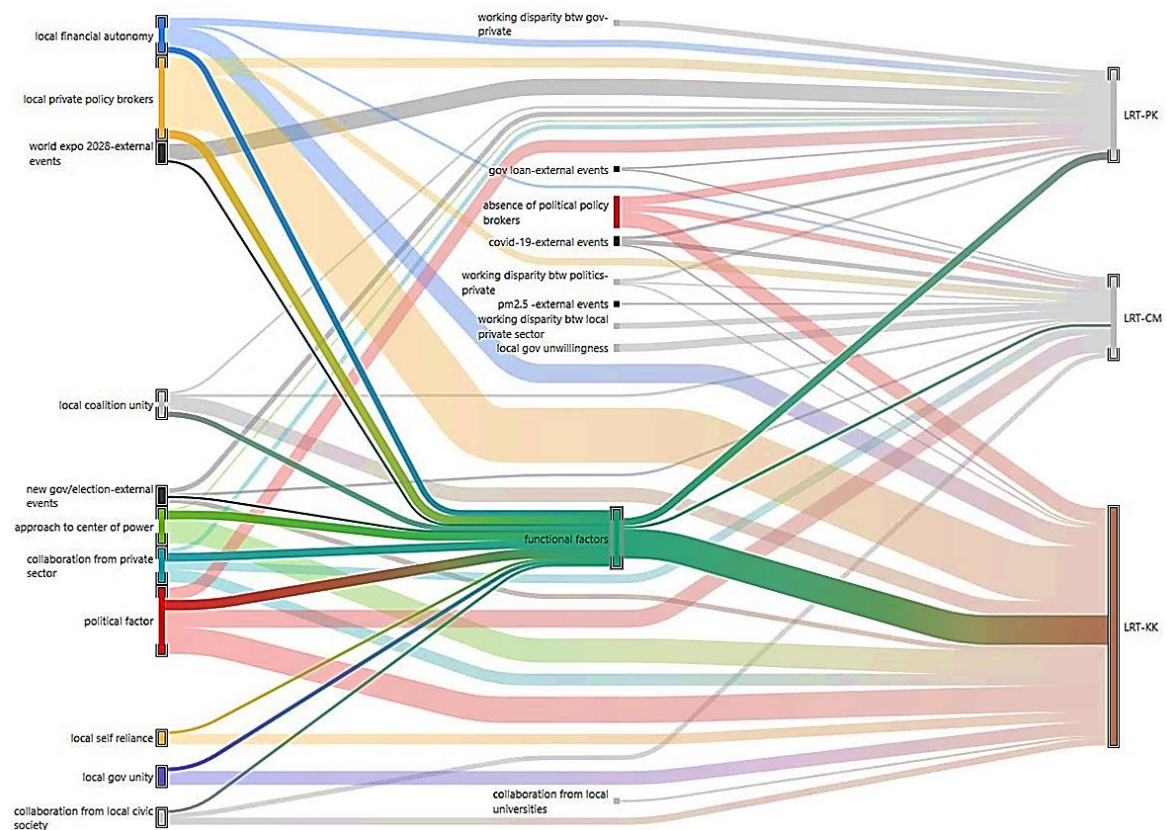 working disparity btw gov-
private
local financial autonomy
local private policy brokers
LRT-PK
world expo 2028-external
events
gov loan-external events
absence of political policy
brokers
covid-19-external events
working disparity btw politics-
private
pm2.5 -external events
working disparity btw local
private sector
LRT-CM
local gov unwillingness
local coalition unity
new gov/election-external
events
approach to center of power
functional factors
collaboration from private
sector
political factor
LRT-KK
local self reliance
local gov unity
collaboration from local
universities
collaboration from local civic
society